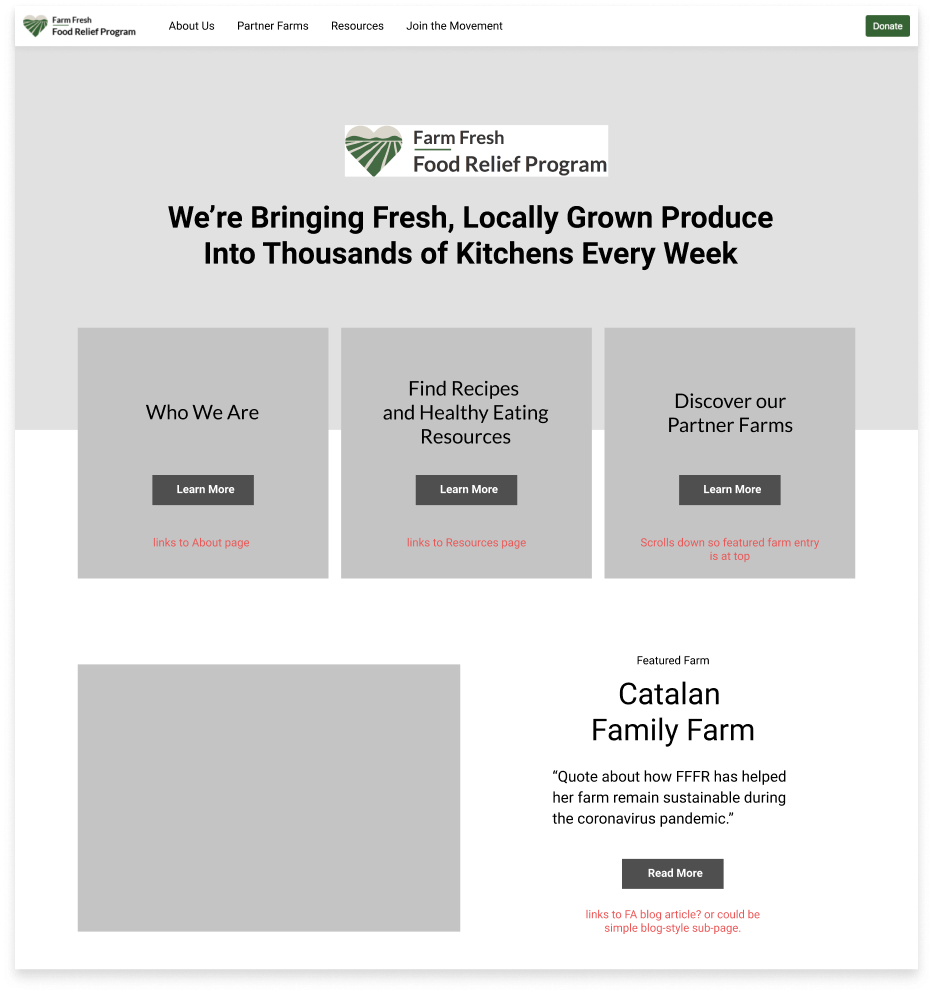 Farm Fresh
Food Relief Program
About Us
Partner Farms
Resources
Join the Movement
Donate
Farm Fresh
Food Relief Program
We’re Bringing Fresh, Locally Grown Produce
Into Thousands of Kitchens Every Week
Who We Are
Learn More
links to About page
Find Recipes
and Healthy Eating
Resources
Learn More
links to Resources page
Discover our
Partner Farms
Learn More
Scrolls down so featured farm entry
is at top
Featured Farm
Catalan
Family Farm
“Quote about how FFFR has helped
her farm remain sustainable during
the coronavirus pandemic.”
Read More
links to FA blog article? or could be
simple blog-style sub-page.